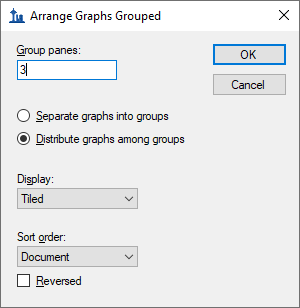 Arrange Graphs Grouped
Group panes:
3
OK
Cancel
Separate graphs into groups
Distribute graphs among groups
Display:
Tiled
Sort order:
Document
Reversed